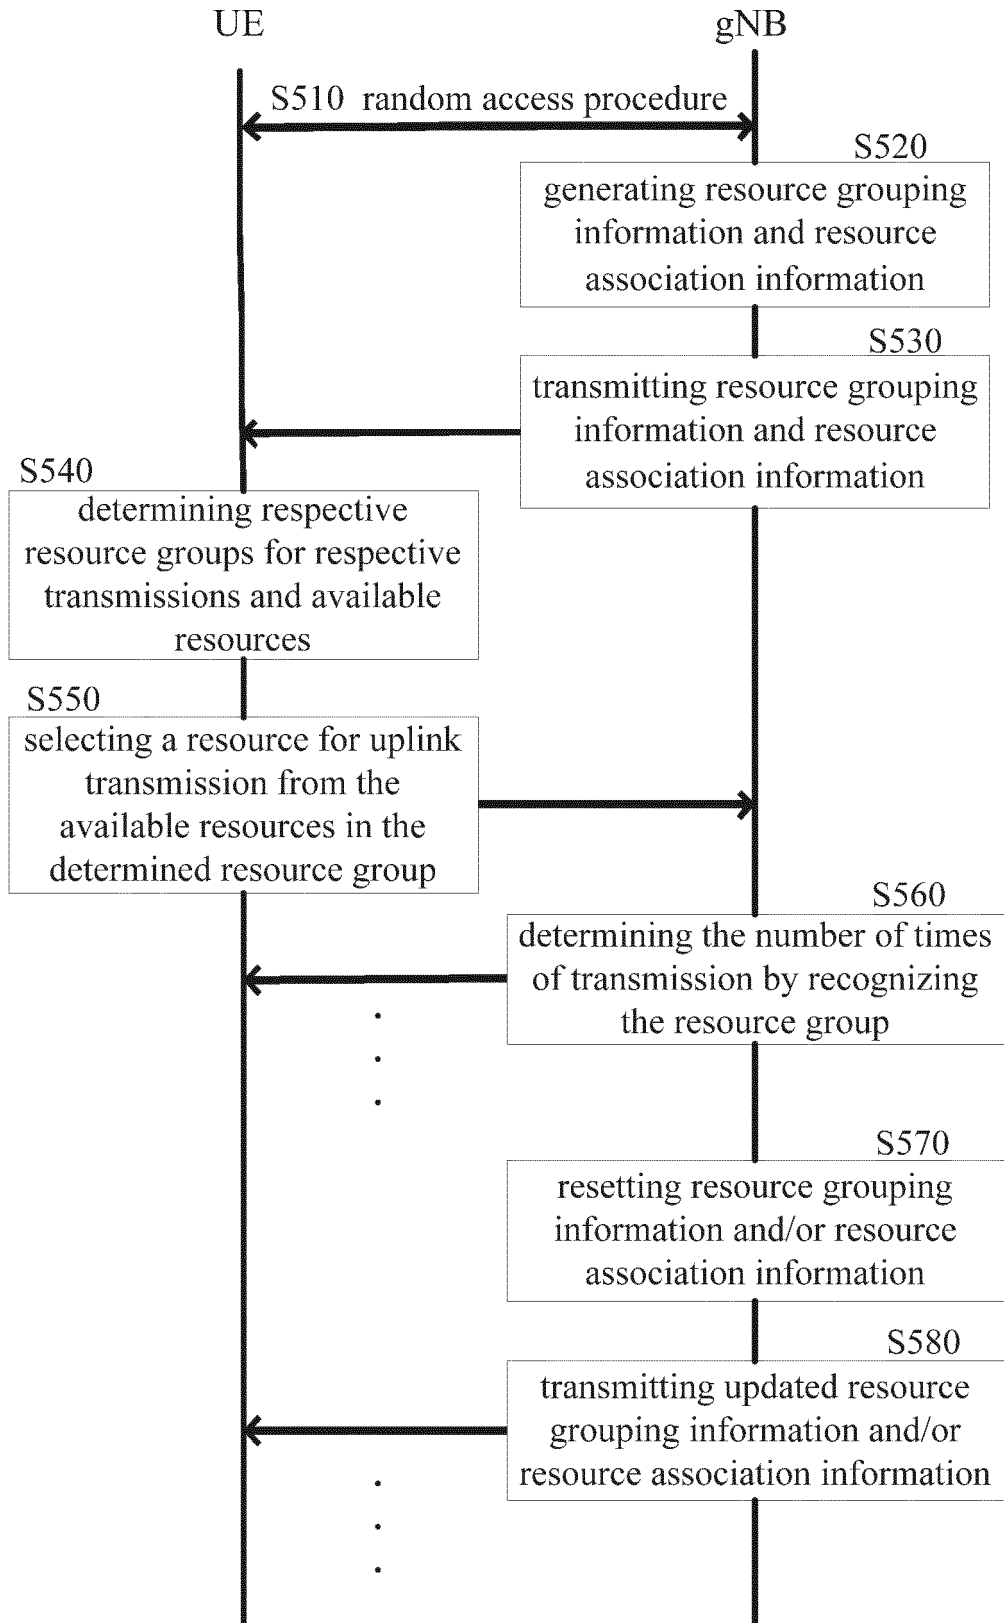 UE
gNB
S510 random access procedure
S520
generating resource grouping
information and resource
association information
S530
transmitting resource grouping
information and resource
association information
S540
determining respective
resource groups for respective
transmissions and available
resources
S550
selecting a resource for uplink
transmission from the
available resources in the
determined resource group
S560
determining the number of times
of transmission by recognizing
the resource group
S570
resetting resource grouping
information and/or resource
association information
S580
transmitting updated resource
grouping information and/or
resource association information